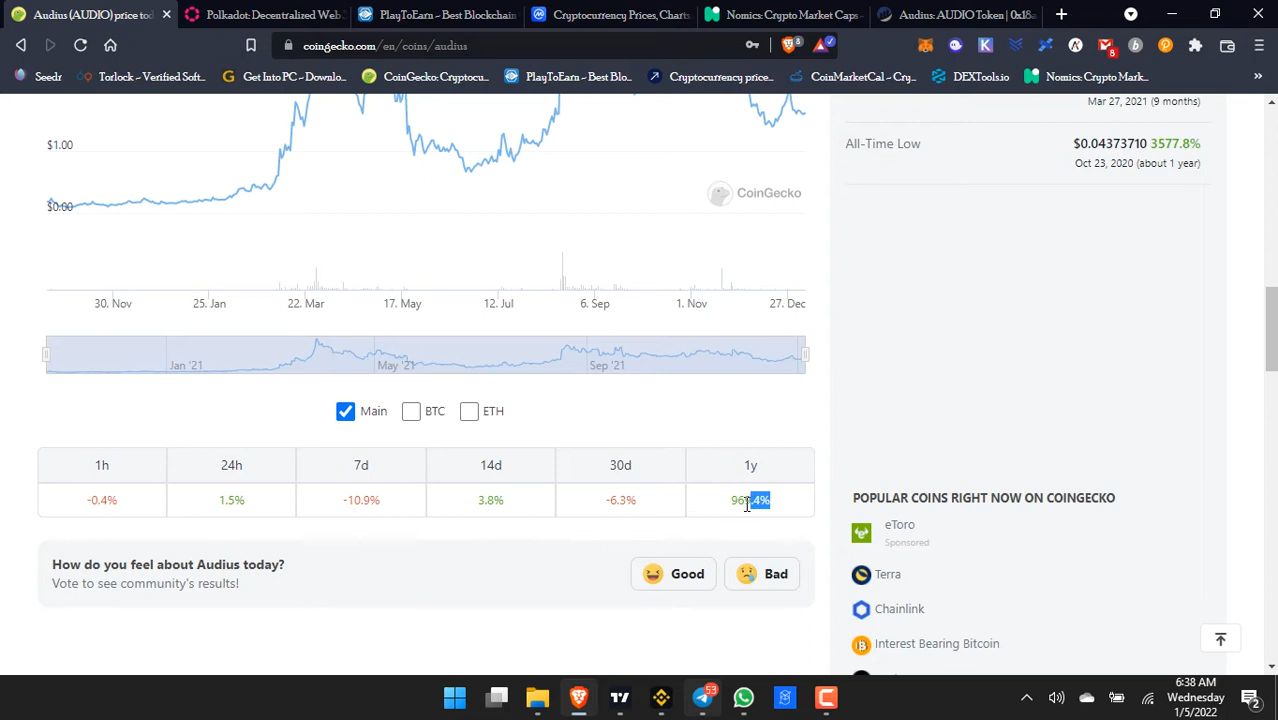 Audius (AUDIO) price to
Polkadot: Decentralized Web
PlayToEarn - Best Blockchain
Cryptocurrency Prices, Charts
Nomics: Crypto Market Caps
Audius: AUDIO Token | 0x18a
coingecko.com/en/coins/audius
8
9
Seedr
Torlock - Verified Soft...
Get Into PC - Downlo...
CoinGecko: Cryptocu...
PlayToEarn - Best Blo...
Cryptocurrency price...
CoinMarketCal - Cry...
DEXTools.io
Nomics: Crypto Mark...
$1.00
$0.00
CoinGecko
30. Nov
25. Jan
22. Mar
17. May
12. Jul
6. Sep
1. Nov
27. Dec
Jan '21
May '21
Sep '21
Main
BTC
ETH
1h
24h
7d
14d
30d
1y
-0.4%
1.5%
-10.9%
3.8%
-6.3%
How do you feel about Audius today?
Vote to see community's results!
Good
Bad
Mar 27, 2021 (9 months)
All-Time Low
$0.04373710 3577.8%
Oct 23, 2020 (about 1 year)
POPULAR COINS RIGHT NOW ON COINGECKO
eToro
Sponsored
Terra
Chainlink
Interest Bearing Bitcoin
53
6:38 AM
Wednesday
1/5/2022
2